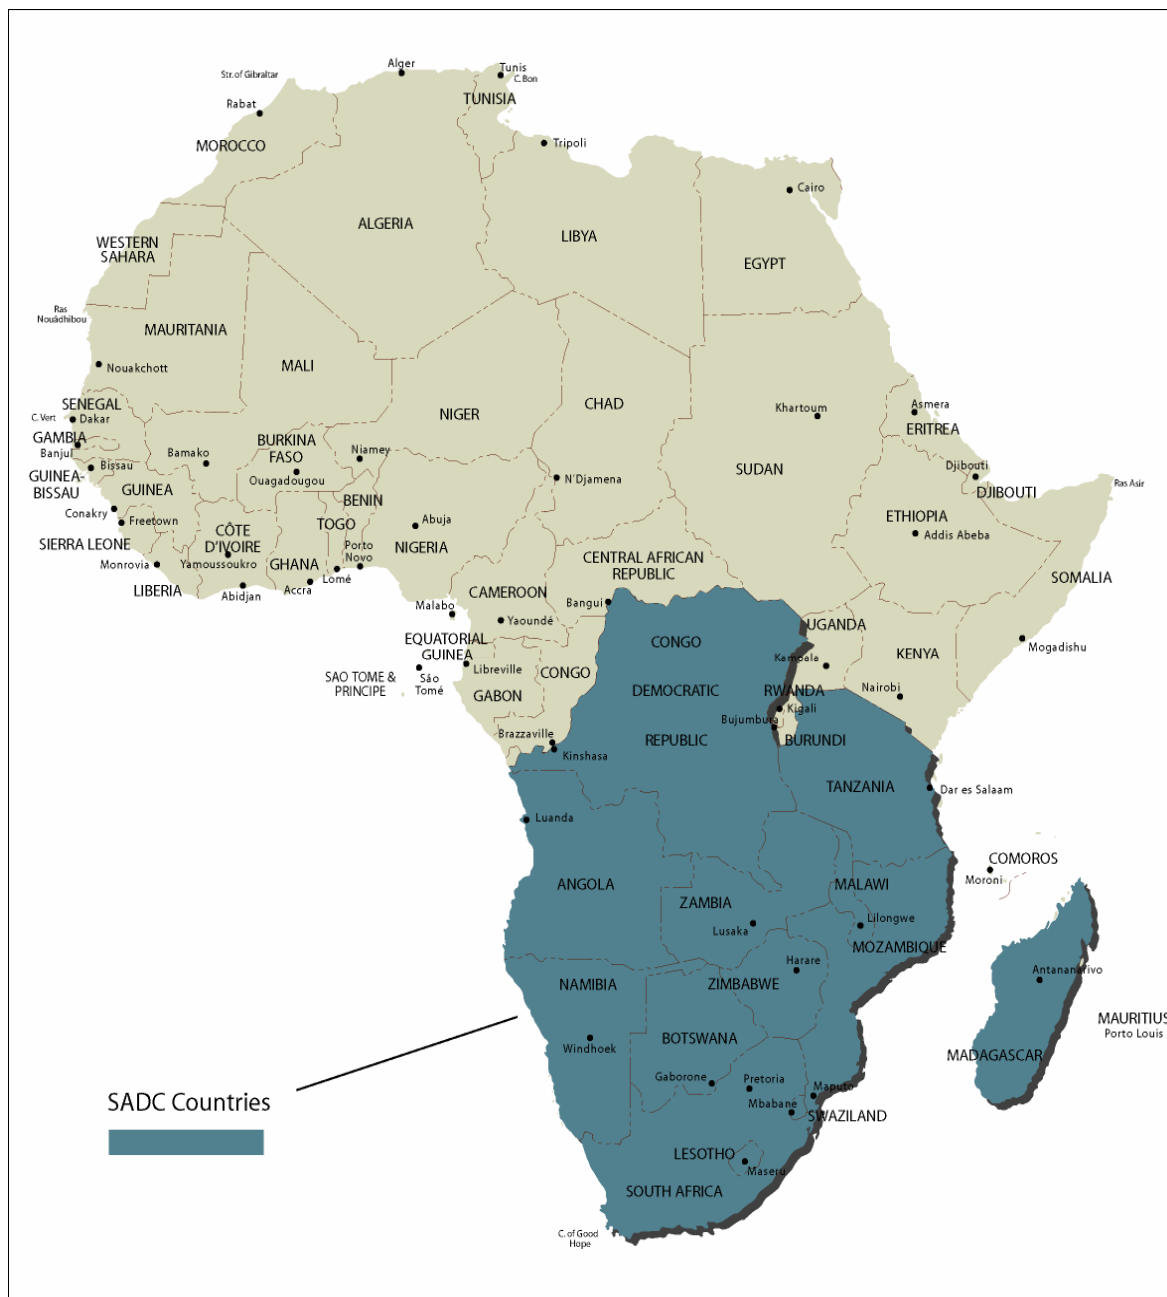 Alger
Tunis
C. Bon
Str. of Gibraltar
TUNISIA
Rabat
Tripoli
MOROCCO
Cairo
ALGERIA
LIBYA
WESTERN
SAHARA
EGYPT
Ras
Nouâdhibou
MAURITANIA
Nouakchott
MALI
SENEGAL
CHAD
Asmera
NIGER
Khartoum
C. Vert
Dakar
ERITREA
GAMBIA
BURKINA
FASO
Banjul
Bamako
Niamey
Bissau
Djibouti
SUDAN
GUINEA-
BISSAU
Ouagadougou
N'Djamena
Ras Asir
GUINEA
DJIBOUTI
BENIN
Conakry
ETHIOPIA
Freetown
CÔTE
D'IVOIRE
TOGO
Abuja
Addis Abeba
SIERRA LEONE
Porto
Novo
NIGERIA
Monrovia
Yamoussoukro
GHANA
CENTRAL AFRICAN
REPUBLIC
Lomé
SOMALIA
LIBERIA
Abidjan
Accra
CAMEROON
Malabo
Bangui
Yaoundé
UGANDA
EQUATORIAL
GUINEA
CONGO
Mogadishu
KENYA
Kampala
Libreville
CONGO
SAO TOME &
PRINCIPE
São
Tomé
GABON
DEMOCRATIC
RWANDA
Nairobi
Kigali
Bujumbura
Brazzaville
REPUBLIC
BURUNDI
Kinshasa
TANZANIA
Dar es Salaam
Luanda
COMOROS
Moroni
ANGOLA
MALAWI
ZAMBIA
Lilongwe
Lusaka
MOZAMBIQUE
Harare
Antananarivo
NAMIBIA
ZIMBABWE
MAURITIUS
Porto Louis
BOTSWANA
Windhoek
MADAGASCAR
Gaborone
Pretoria
Maputo
SADC Countries
Mbabane
SWAZILAND
LESOTHO
Maseru
SOUTH AFRICA
C. of Good
Hope